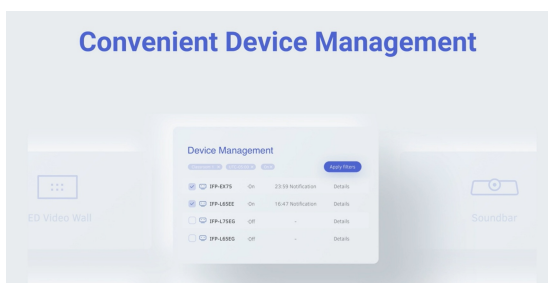 Convenient Device Management
Device Management
Apply filters
IFP-EX75 On 23:59 Notification Details
IFP-L65EE On 16:47 Notification Details
IFP-L75EG Off - Details
IFP-L65EG Off - Details
ED Video Wall
Soundbar